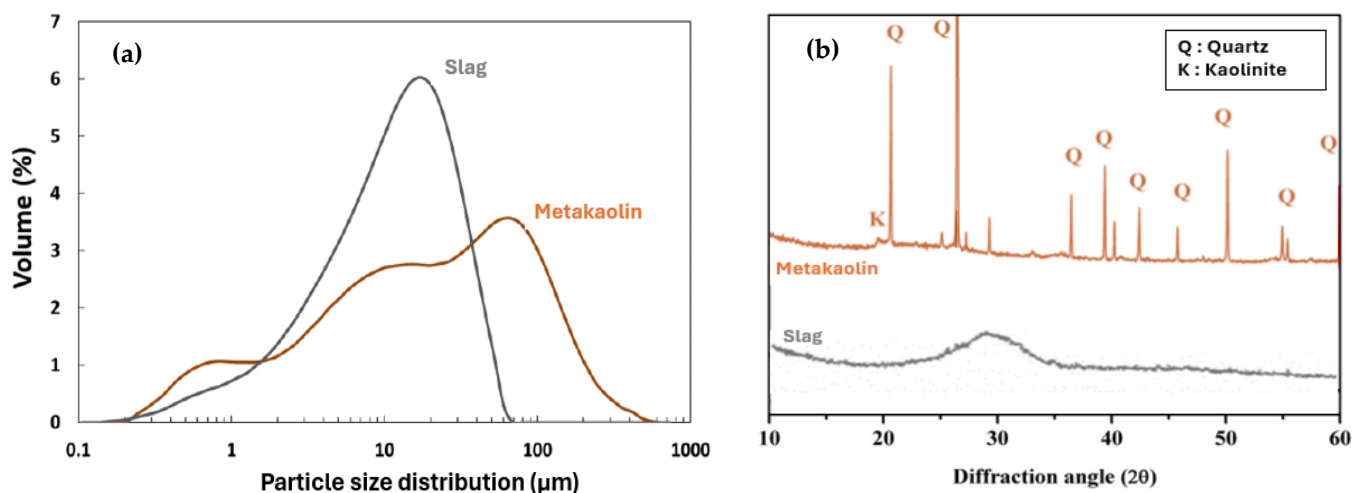 (a)
7
6
5
4
3
2
1
0
Volume (%)
Slag
Metakaolin
0.1 1 10 100 1000
Particle size distribution (µm)
(b)
Q : Quartz
K : Kaolinite
Q Q Q Q Q Q Q Q Q
K
Metakaolin
Slag
10 20 30 40 50 60
Diffraction angle (2θ)